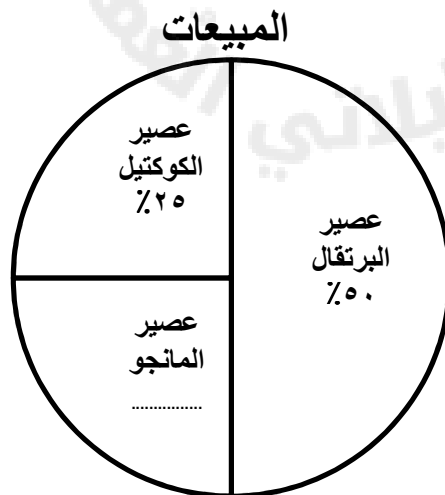 المبيعات
عصير
الكوكتيل
٢٥٪
عصير
البرتقال
٥٠٪
عصير
المانجو
................